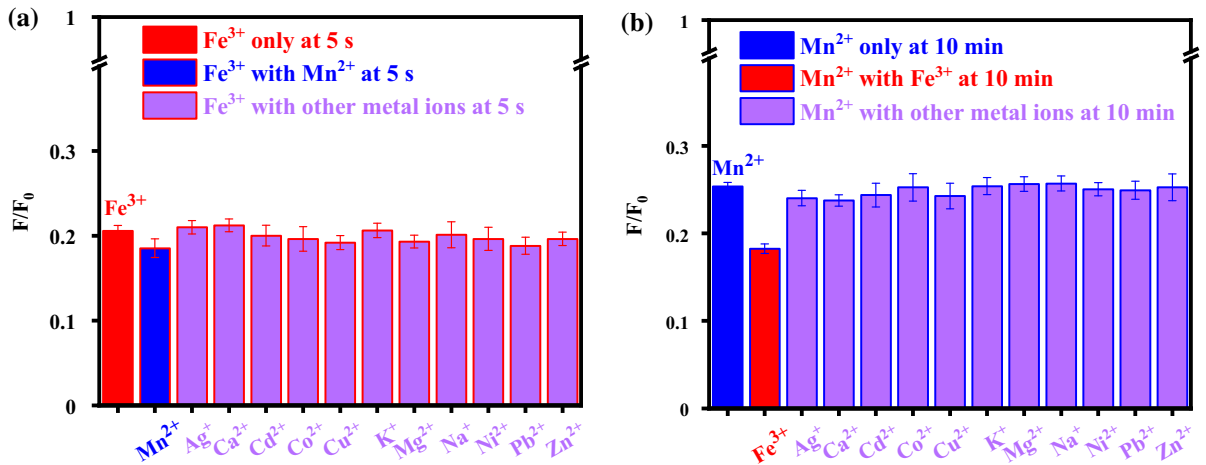 (a)
1
Fe³⁺ only at 5 s
Fe³⁺ with Mn²⁺ at 5 s
Fe³⁺ with other metal ions at 5 s
0.3
Fe³⁺
0.2
F/F₀
0.1
0
Mn²⁺ Ag⁺ Ca²⁺ Cd²⁺ Co²⁺ Cu²⁺ K⁺ Mg²⁺ Na⁺ Ni²⁺ Pb²⁺ Zn²⁺
(b)
1
Mn²⁺ only at 10 min
Mn²⁺ with Fe³⁺ at 10 min
Mn²⁺ with other metal ions at 10 min
0.3
Mn²⁺
0.2
F/F₀
0.1
0
Fe³⁺ Ag⁺ Ca²⁺ Cd²⁺ Co²⁺ Cu²⁺ K⁺ Mg²⁺ Na⁺ Ni²⁺ Pb²⁺ Zn²⁺